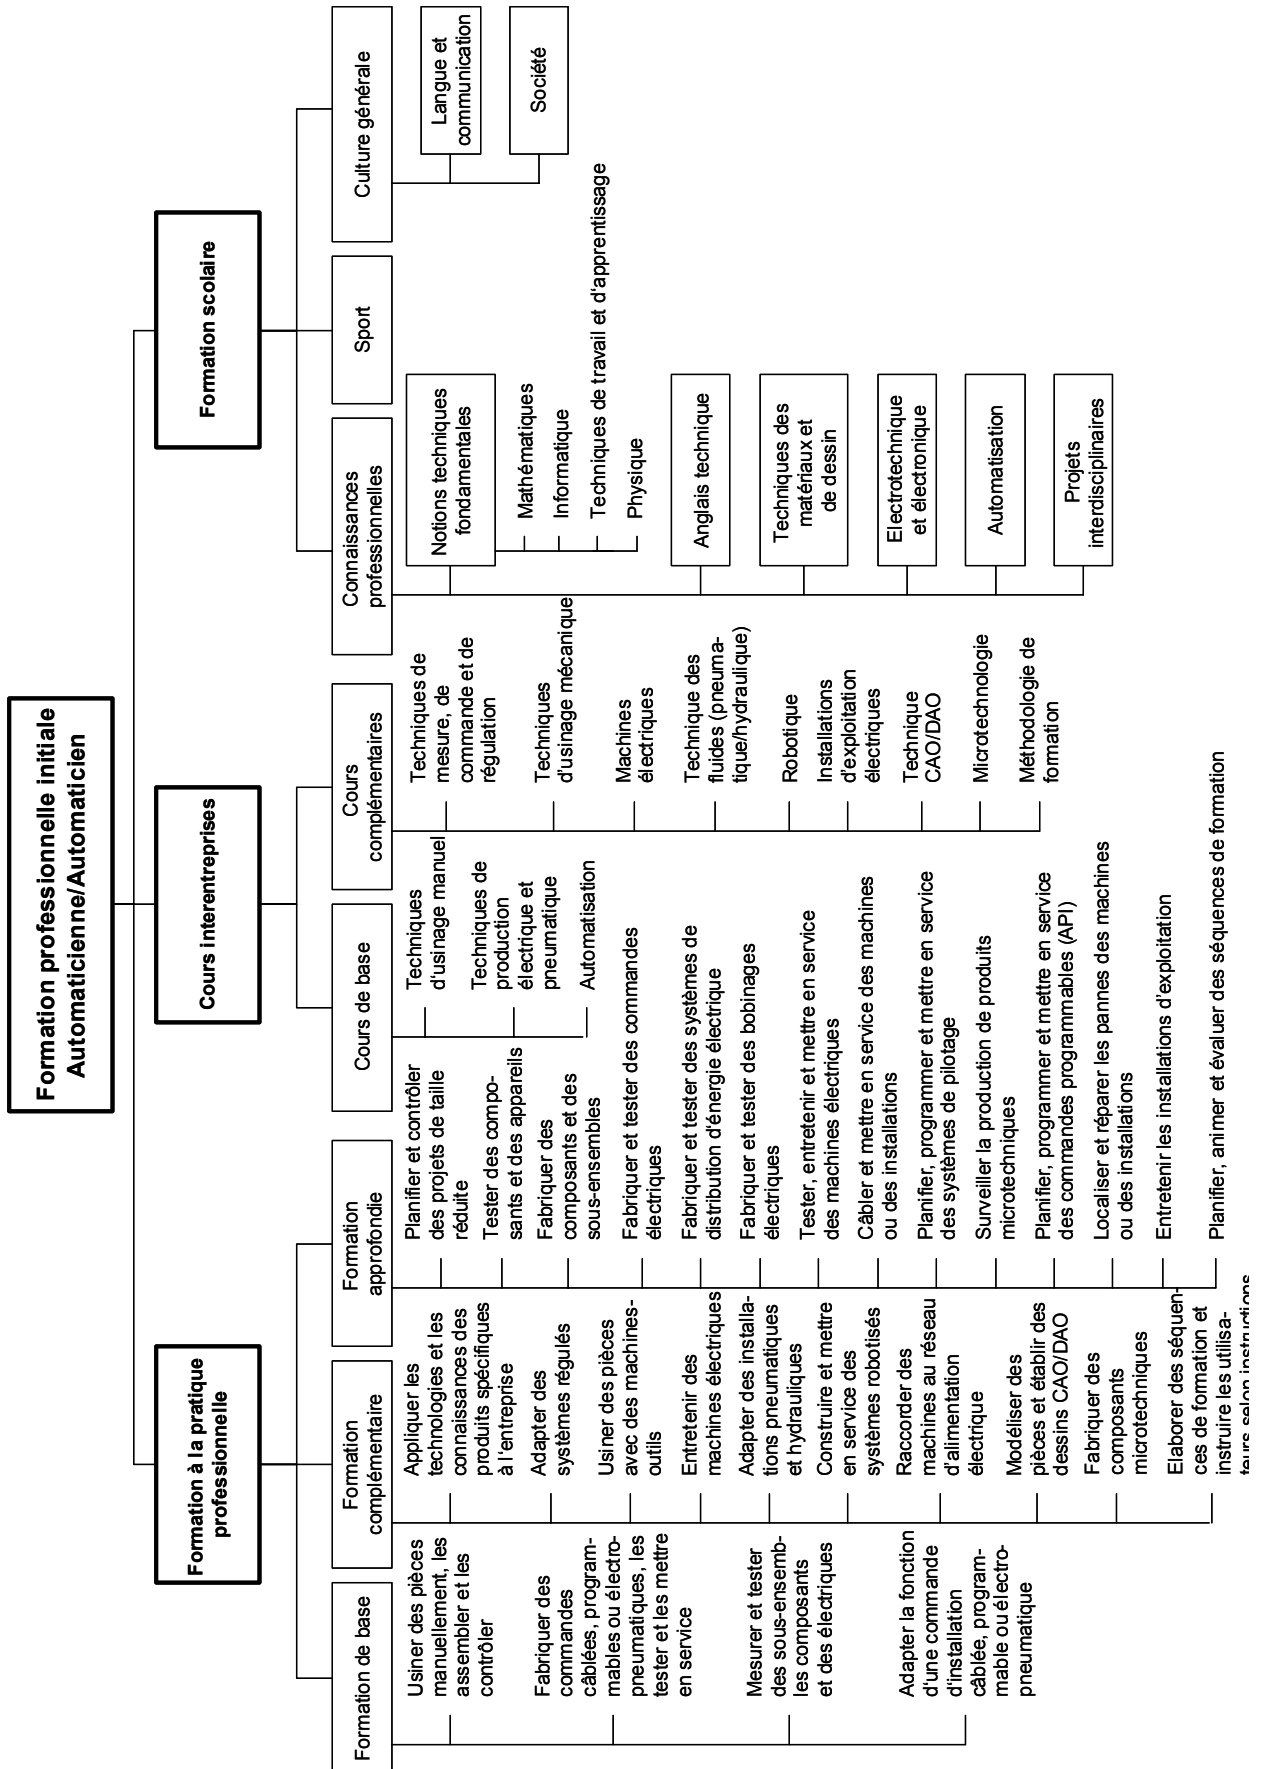 Formation professionnelle initiale
Automaticienne/Automaticien
Formation à la pratique
professionnelle
Cours interentreprises
Formation scolaire
Formation de base
Usiner des pièces
manuellement, les
assembler et les
contrôler
Fabriquer des
commandes
câblées, program-
mables ou électro-
pneumatiques, les
tester et les mettre
en service
Mesurer et tester
des sous-ensemb-
les composants
et des électriques
Adapter la fonction
d'une commande
d'installation
câblée, program-
mable ou électro-
pneumatique
Formation
complémentaire
Appliquer les
technologies et les
connaissances des
produits spécifiques
à l'entreprise
Adapter des
systèmes régulés
Usiner des pièces
avec des machines-
outils
Entretenir des
machines électriques
Adapter des installa-
tions pneumatiques
et hydrauliques
Construire et mettre
en service des
systèmes robotisés
Raccorder des
machines au réseau
d'alimentation
électrique
Modéliser des
pièces et établir des
dessins CAO/DAO
Fabriquer des
composants
microtechniques
Elaborer des séquen-
ces de formation et
instruire les utilisa-
teurs selon instructions
Formation
approfondie
Planifier et contrôler
des projets de taille
réduite
Tester des compo-
sants et des appareils
Fabriquer des
composants et des
sous-ensembles
Fabriquer et tester des commandes
électriques
Fabriquer et tester des systèmes de
distribution d'énergie électrique
Fabriquer et tester des bobinages
électriques
Tester, entretenir et mettre en service
des machines électriques
Câbler et mettre en service des machines
ou des installations
Planifier, programmer et mettre en service
des systèmes de pilotage
Surveiller la production de produits
microtechniques
Planifier, programmer et mettre en service
des commandes programmables (API)
Localiser et réparer les pannes des machines
ou des installations
Entretenir les installations d'exploitation
Planifier, animer et évaluer des séquences de formation
Cours de base
Techniques
d'usinage manuel
Techniques de
production
électrique et
pneumatique
Automatisation
Cours
complémentaires
Techniques de
mesure, de
commande et de
régulation
Techniques
d'usinage mécanique
Machines
électriques
Technique des
fluides (pneuma-
tique/hydraulique)
Robotique
Installations
d'exploitation
électriques
Technique
CAO/DAO
Microtechnologie
Méthodologie de
formation
Connaissances
professionnelles
Notions techniques
fondamentales
Mathématiques
Informatique
Techniques de travail et d'apprentissage
Physique
Anglais technique
Techniques des
matériaux et
de dessin
Electrotechnique
et électronique
Automatisation
Projets
interdisciplinaires
Sport
Culture générale
Langue et
communication
Société